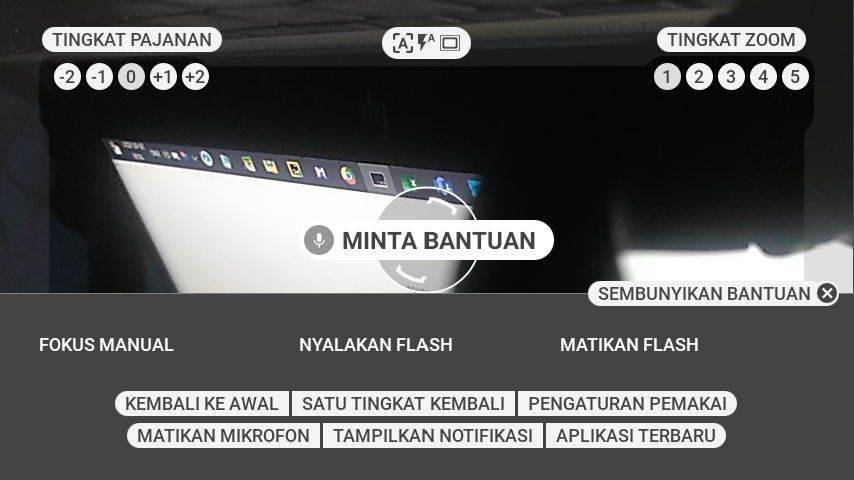 TINGKAT PAJANAN
TINGKAT ZOOM
-2 -1 0 +1 +2
1 2 3 4 5
MINTA BANTUAN
SEMBUNYIKAN BANTUAN
FOKUS MANUAL
NYALAKAN FLASH
MATIKAN FLASH
KEMBALI KE AWAL
SATU TINGKAT KEMBALI
PENGATURAN PEMAKAI
MATIKAN MIKROFON
TAMPILKAN NOTIFIKASI
APLIKASI TERBARU